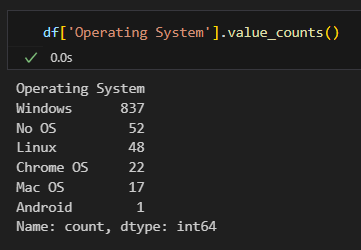 df['Operating System'].value_counts()
0.0s
Operating System
Windows 837
No OS 52
Linux 48
Chrome OS 22
Mac OS 17
Android 1
Name: count, dtype: int64